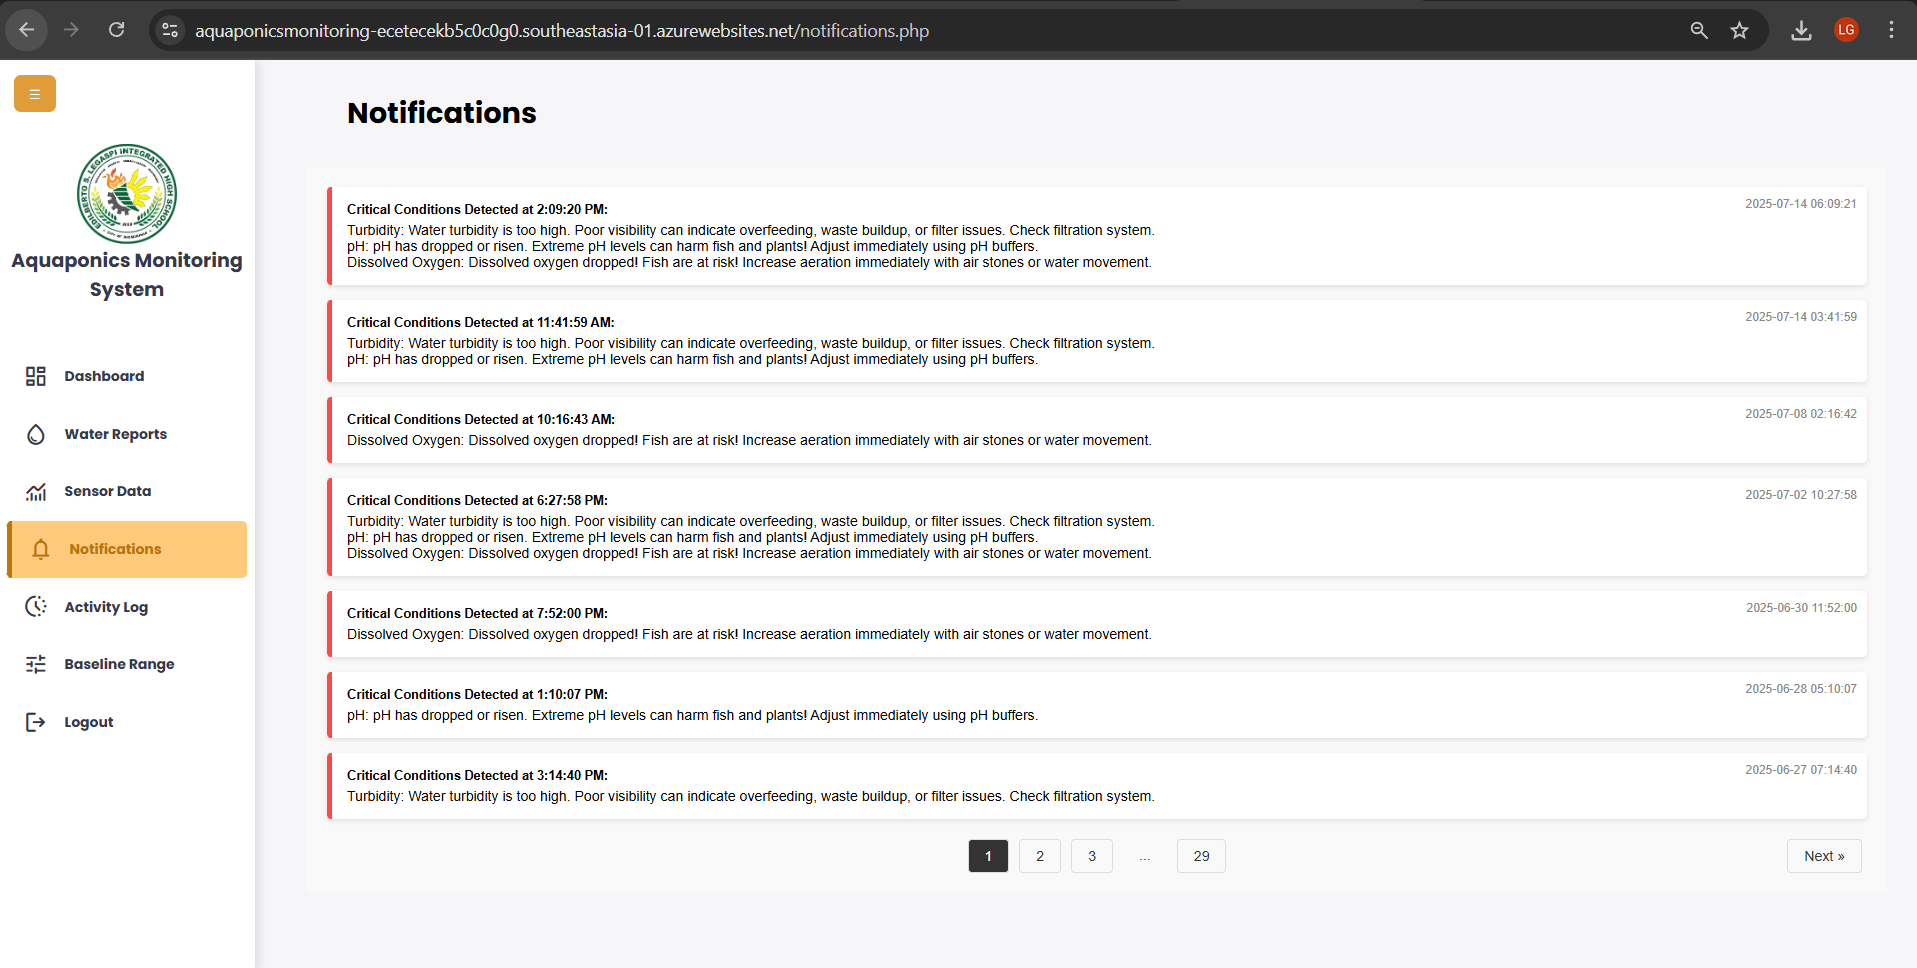 aquaponicsmonitoring-ecetecekb5c0c0g0.southeastasia-01.azurewebsites.net/notifications.php
LG
EDILBERTO S. LEGASPI INTEGRATED HIGH SCHOOL
Aquaponics Monitoring
System
Dashboard
Water Reports
Sensor Data
Notifications
Activity Log
Baseline Range
Logout
Notifications
Critical Conditions Detected at 2:09:20 PM:
2025-07-14 06:09:21
Turbidity: Water turbidity is too high. Poor visibility can indicate overfeeding, waste buildup, or filter issues. Check filtration system.
pH: pH has dropped or risen. Extreme pH levels can harm fish and plants! Adjust immediately using pH buffers.
Dissolved Oxygen: Dissolved oxygen dropped! Fish are at risk! Increase aeration immediately with air stones or water movement.
Critical Conditions Detected at 11:41:59 AM:
2025-07-14 03:41:59
Turbidity: Water turbidity is too high. Poor visibility can indicate overfeeding, waste buildup, or filter issues. Check filtration system.
pH: pH has dropped or risen. Extreme pH levels can harm fish and plants! Adjust immediately using pH buffers.
Critical Conditions Detected at 10:16:43 AM:
2025-07-08 02:16:42
Dissolved Oxygen: Dissolved oxygen dropped! Fish are at risk! Increase aeration immediately with air stones or water movement.
Critical Conditions Detected at 6:27:58 PM:
2025-07-02 10:27:58
Turbidity: Water turbidity is too high. Poor visibility can indicate overfeeding, waste buildup, or filter issues. Check filtration system.
pH: pH has dropped or risen. Extreme pH levels can harm fish and plants! Adjust immediately using pH buffers.
Dissolved Oxygen: Dissolved oxygen dropped! Fish are at risk! Increase aeration immediately with air stones or water movement.
Critical Conditions Detected at 7:52:00 PM:
2025-06-30 11:52:00
Dissolved Oxygen: Dissolved oxygen dropped! Fish are at risk! Increase aeration immediately with air stones or water movement.
Critical Conditions Detected at 1:10:07 PM:
2025-06-28 05:10:07
pH: pH has dropped or risen. Extreme pH levels can harm fish and plants! Adjust immediately using pH buffers.
Critical Conditions Detected at 3:14:40 PM:
2025-06-27 07:14:40
Turbidity: Water turbidity is too high. Poor visibility can indicate overfeeding, waste buildup, or filter issues. Check filtration system.
1 2 3 ... 29 Next »